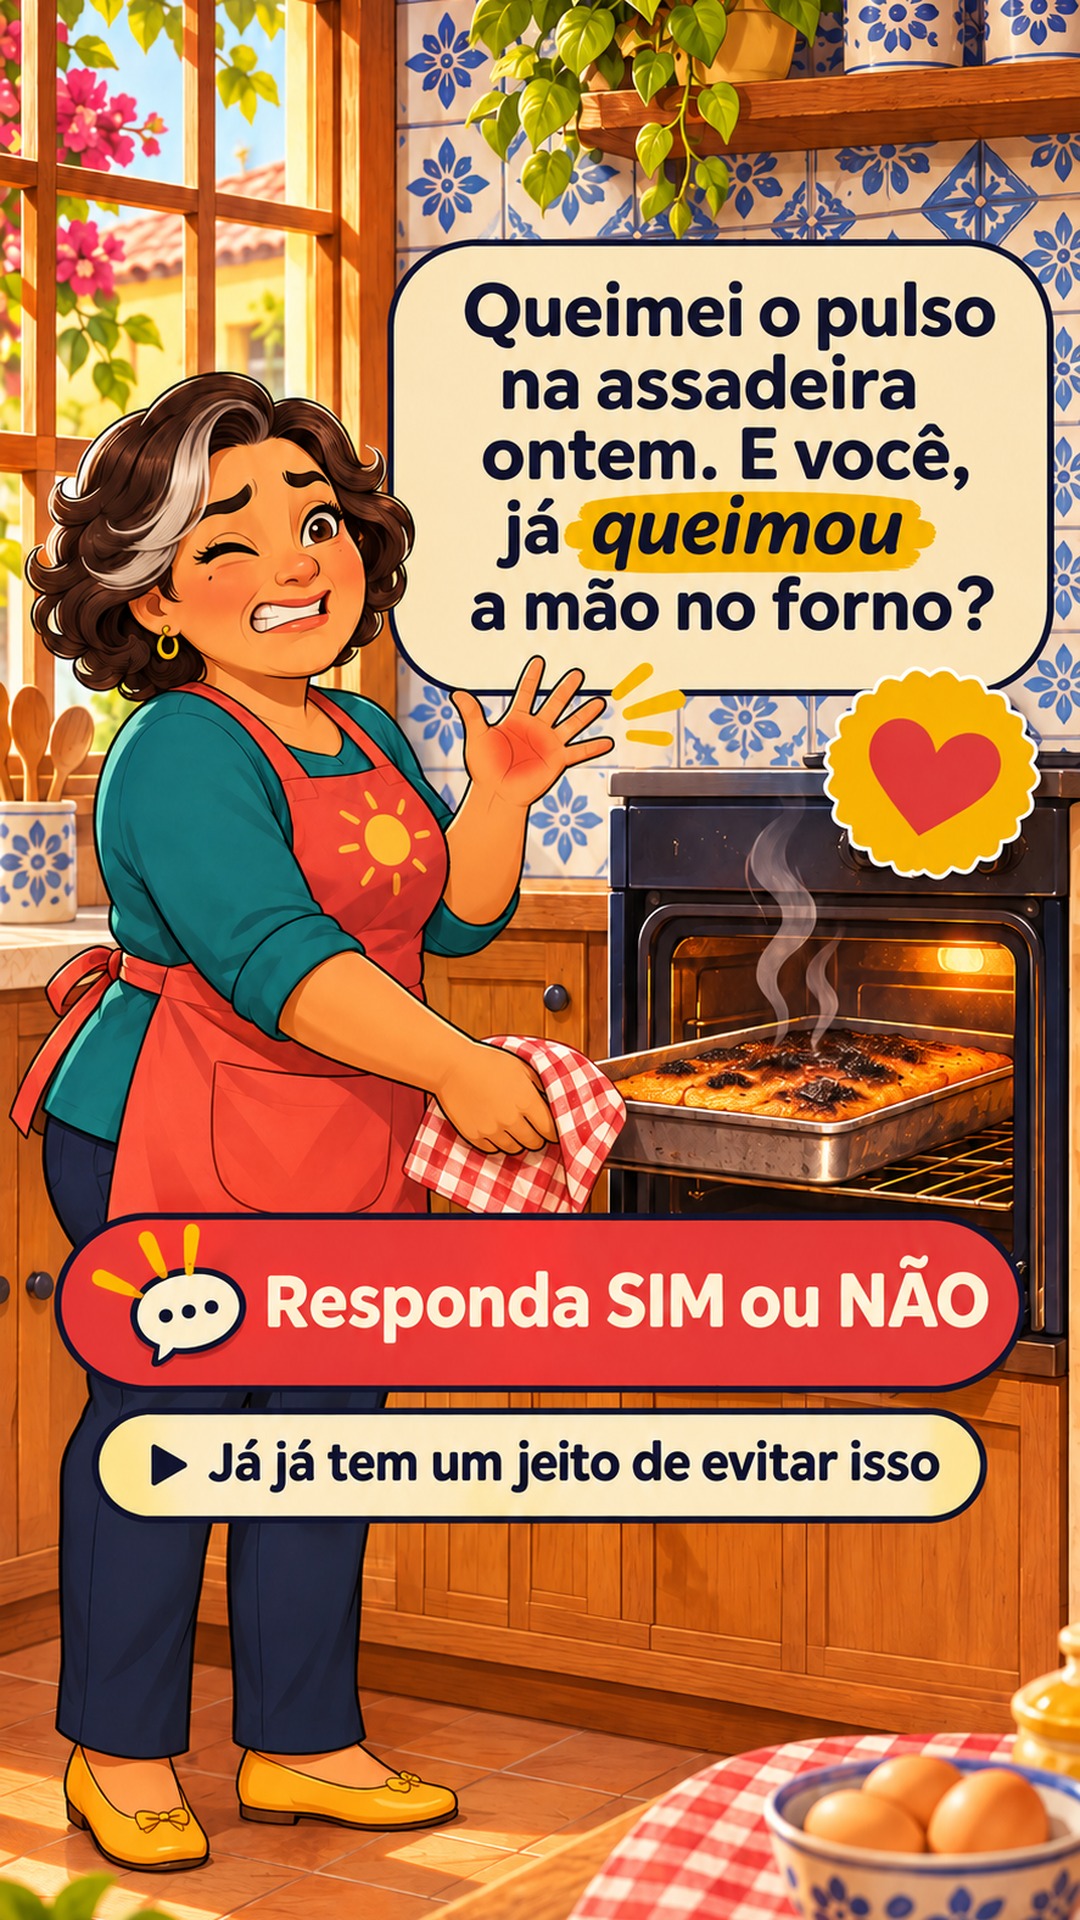 Queimei o pulso
na assadeira
ontem. E você,
já queimou
a mão no forno?
Responda SIM ou NÃO
Já já tem um jeito de evitar isso